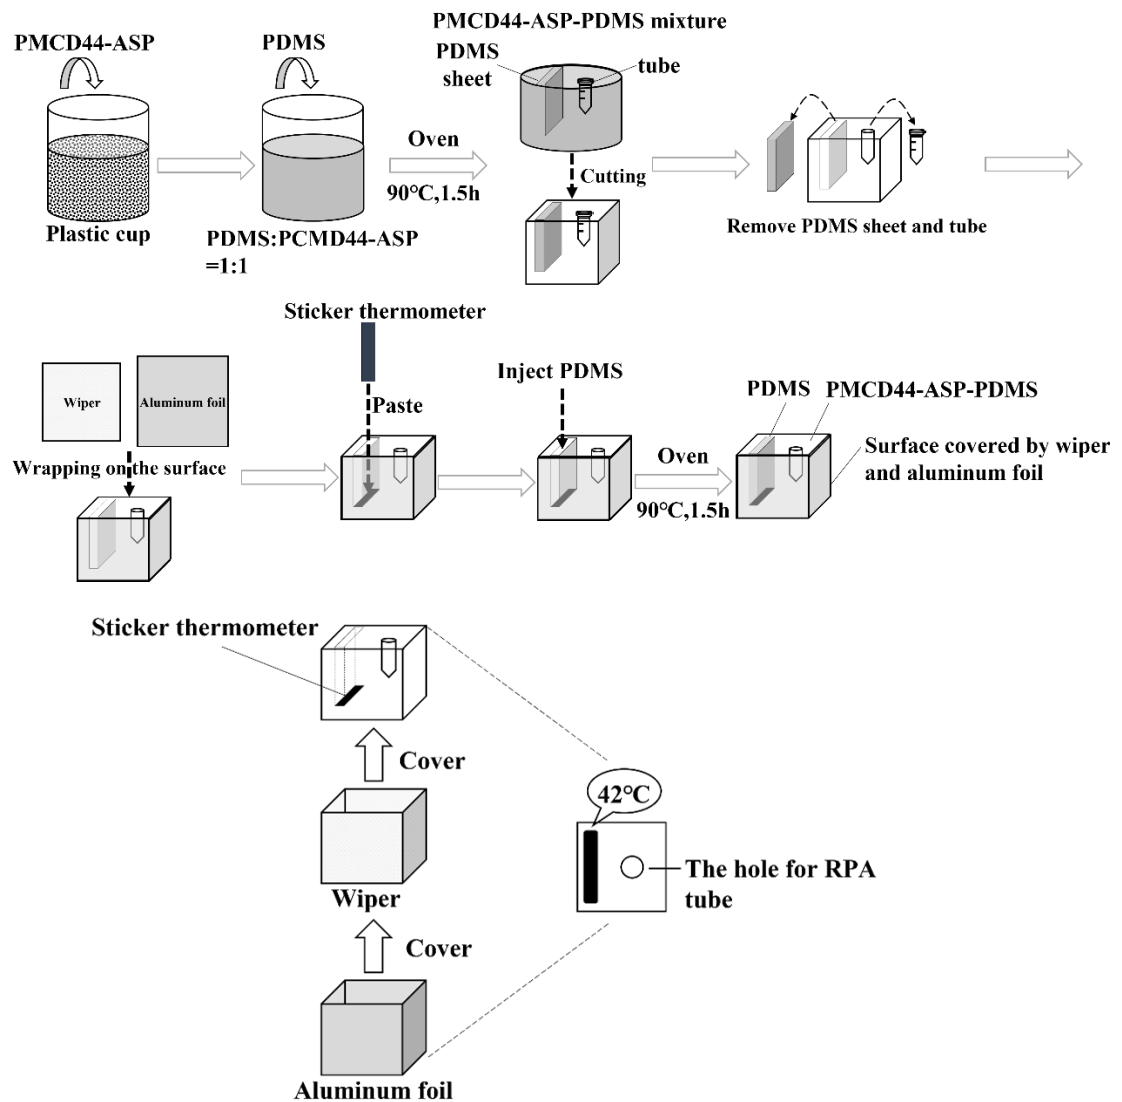 PMCD44-ASP
PDMS
PMCD44-ASP-PDMS mixture
PDMS
sheet
tube
Oven
90℃,1.5h
Cutting
Plastic cup
PDMS:PCMD44-ASP
=1:1
Remove PDMS sheet and tube
Sticker thermometer
Wiper
Aluminum foil
Paste
Inject PDMS
PDMS
PMCD44-ASP-PDMS
Wrapping on the surface
Oven
90℃,1.5h
Surface covered by wiper
and aluminum foil
Sticker thermometer
Cover
Wiper
42℃
The hole for RPA
tube
Cover
Aluminum foil